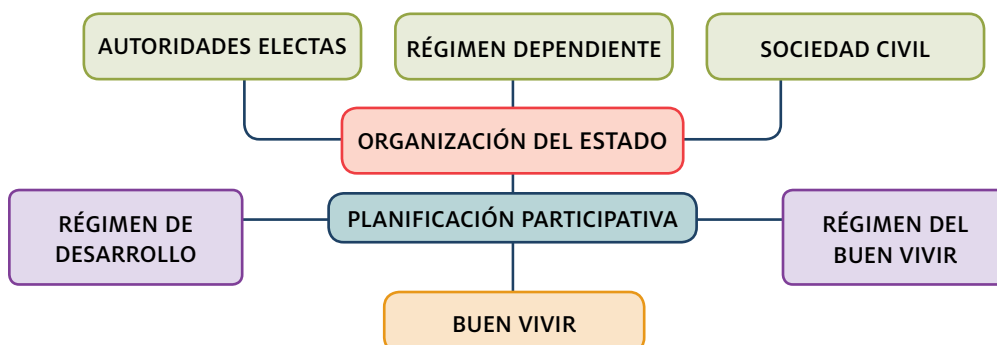 AUTORIDADES ELECTAS
RÉGIMEN DEPENDIENTE
SOCIEDAD CIVIL
ORGANIZACIÓN DEL ESTADO
RÉGIMEN DE
DESARROLLO
PLANIFICACIÓN PARTICIPATIVA
RÉGIMEN DEL
BUEN VIVIR
BUEN VIVIR